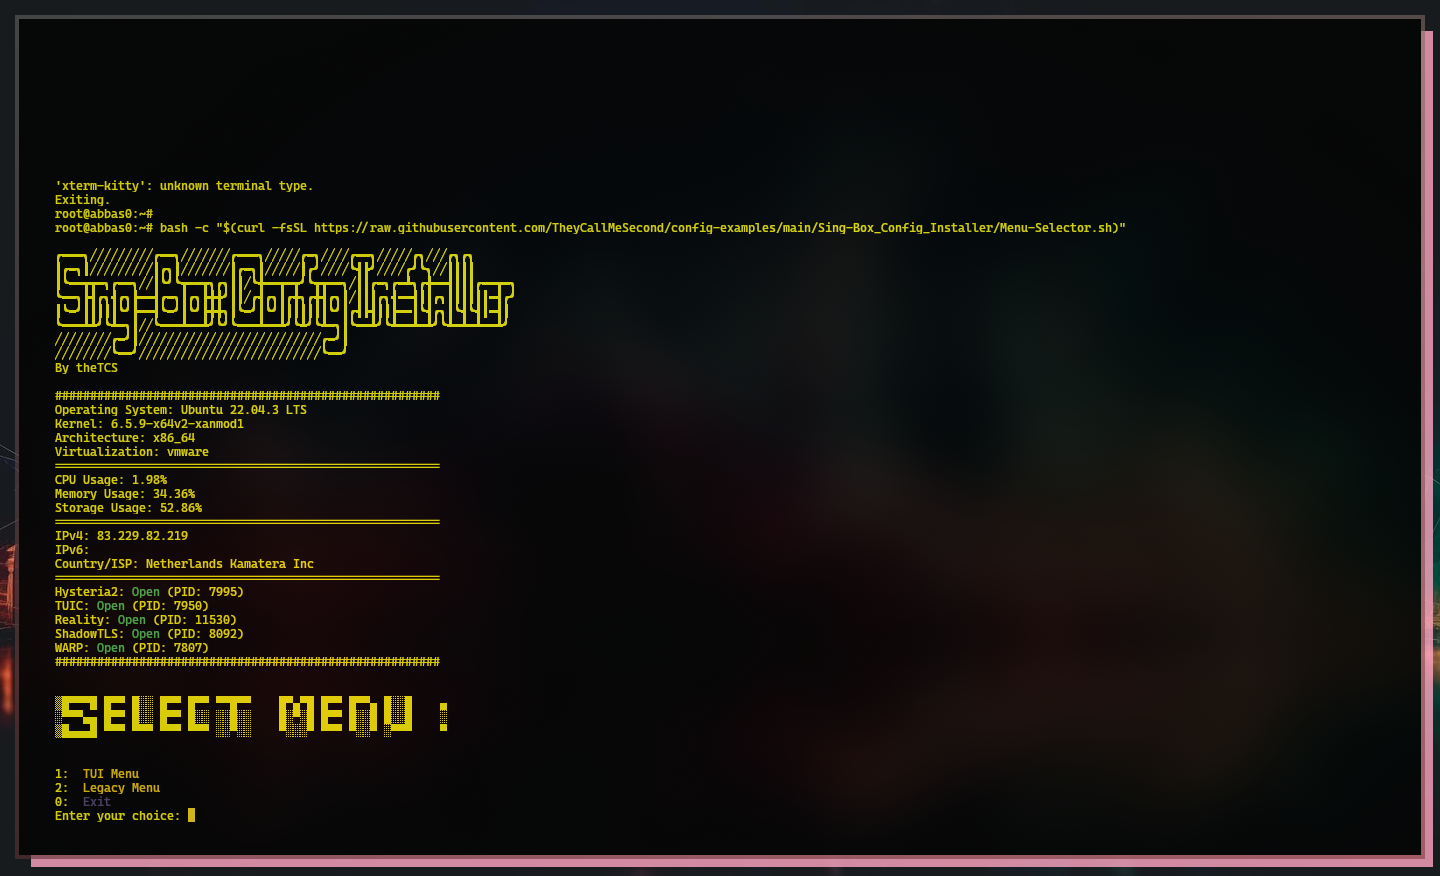 'xterm-kitty': unknown terminal type.
Exiting.
root@abbas0:~#
root@abbas0:~# bash -c "$(curl -fsSL https://raw.githubusercontent.com/TheyCallMeSecond/config-examples/main/Sing-Box_Config_Installer/Menu-Selector.sh)"
By theTCS
#######################################################
Operating System: Ubuntu 22.04.3 LTS
Kernel: 6.5.9-x64v2-xanmod1
Architecture: x86_64
Virtualization: vmware
=======================================================
CPU Usage: 1.98%
Memory Usage: 34.36%
Storage Usage: 52.86%
=======================================================
IPv4: 83.229.82.219
IPv6:
Country/ISP: Netherlands Kamatera Inc
=======================================================
Hysteria2: Open (PID: 7995)
TUIC: Open (PID: 7950)
Reality: Open (PID: 11530)
ShadowTLS: Open (PID: 8092)
WARP: Open (PID: 7807)
#######################################################
SELECT MENU :
1: TUI Menu
2: Legacy Menu
0: Exit
Enter your choice: